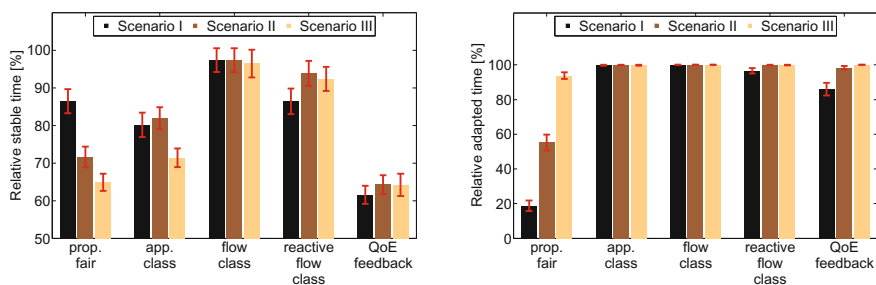 Scenario I Scenario II Scenario III
Relative stable time [%]
100
90
80
70
60
50
prop. fair
app. class
flow class
reactive flow class
QoE feedback
Scenario I Scenario II Scenario III
Relative adapted time [%]
120
100
80
60
40
20
0
prop. fair
app. class
flow class
reactive flow class
QoE feedback